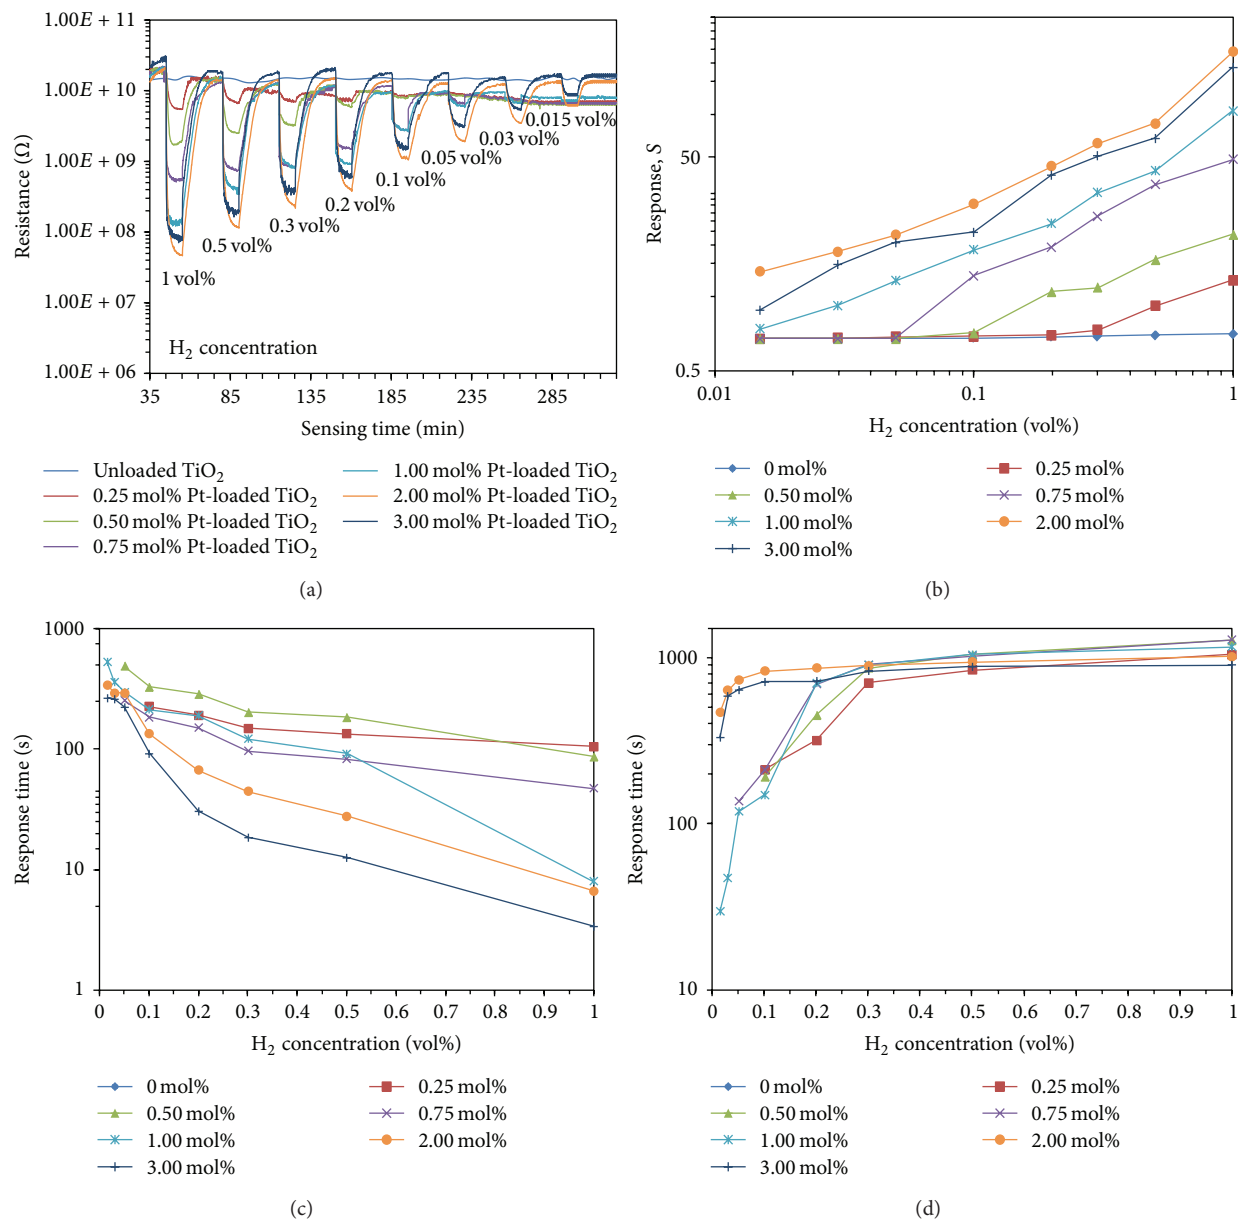 1.00E + 11
1.00E + 10
1.00E + 09
1.00E + 08
1.00E + 07
1.00E + 06
Resistance (Ω)
1 vol%
0.5 vol%
0.3 vol%
0.2 vol%
0.1 vol%
0.05 vol%
0.03 vol%
0.015 vol%
H2 concentration
35 85 135 185 235 285
Sensing time (min)
Unloaded TiO2
0.25 mol% Pt-loaded TiO2
0.50 mol% Pt-loaded TiO2
0.75 mol% Pt-loaded TiO2
1.00 mol% Pt-loaded TiO2
2.00 mol% Pt-loaded TiO2
3.00 mol% Pt-loaded TiO2
(a)
50
0.5
Response, S
0.01 0.1 1
H2 concentration (vol%)
0 mol%
0.25 mol%
0.50 mol%
0.75 mol%
1.00 mol%
2.00 mol%
3.00 mol%
(b)
1000
100
10
1
Response time (s)
0 0.1 0.2 0.3 0.4 0.5 0.6 0.7 0.8 0.9 1
H2 concentration (vol%)
0 mol%
0.25 mol%
0.50 mol%
0.75 mol%
1.00 mol%
2.00 mol%
3.00 mol%
(c)
1000
100
10
Response time (s)
0 0.1 0.2 0.3 0.4 0.5 0.6 0.7 0.8 0.9 1
H2 concentration (vol%)
0 mol%
0.25 mol%
0.50 mol%
0.75 mol%
1.00 mol%
2.00 mol%
3.00 mol%
(d)